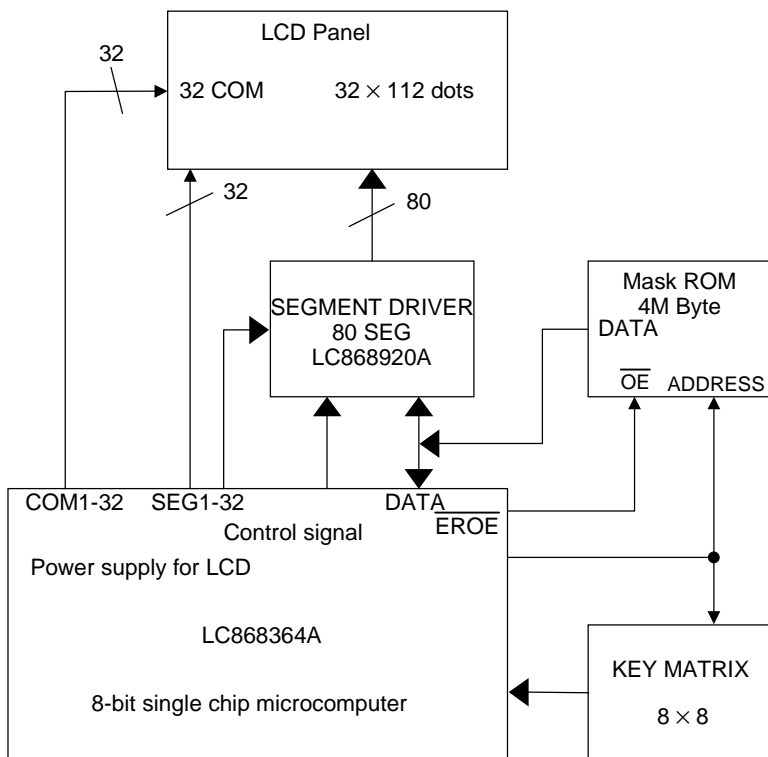 LCD Panel
32
32 COM
32 × 112 dots
32
80
SEGMENT DRIVER
80 SEG
LC868920A
Mask ROM
4M Byte
DATA
OE
ADDRESS
COM1-32
SEG1-32
DATA
EROE
Control signal
Power supply for LCD
LC868364A
8-bit single chip microcomputer
KEY MATRIX
8 × 8